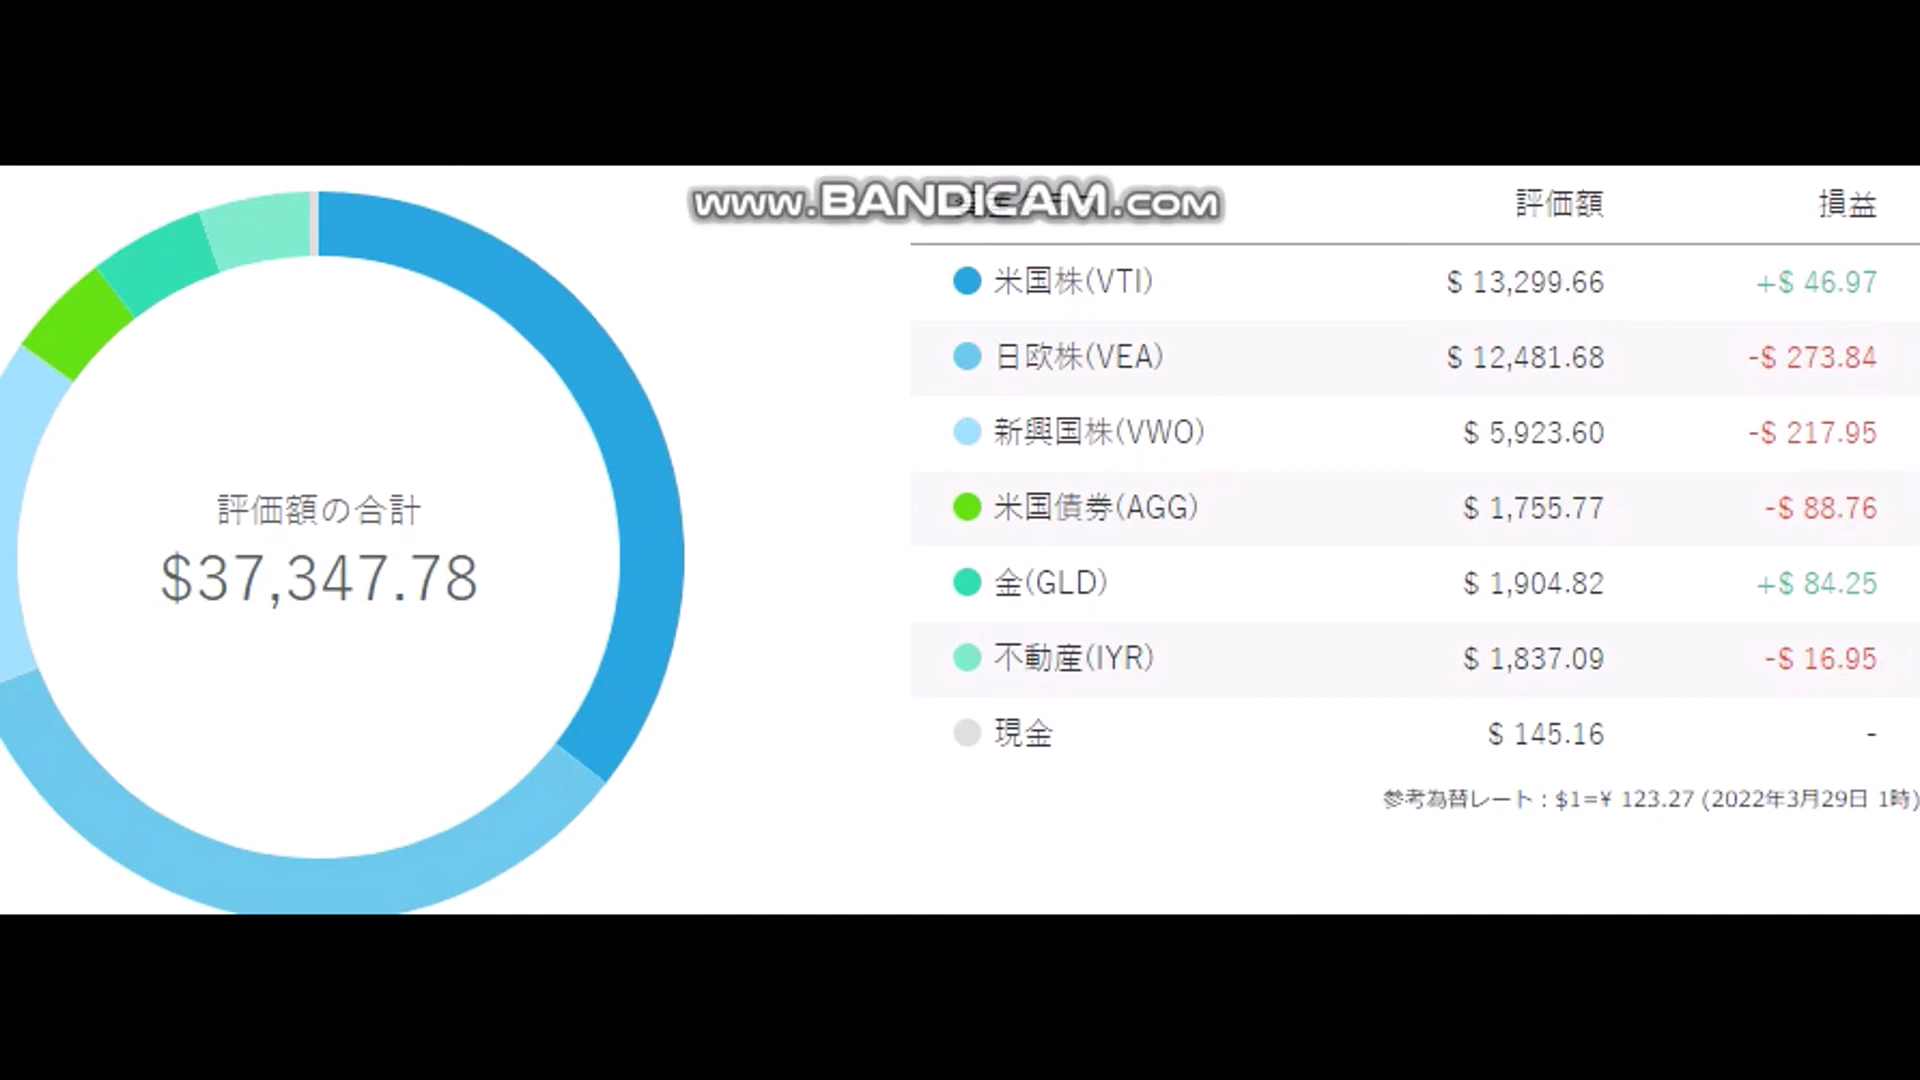 www.BANDICAM.com
評価額 損益
米国株(VTI) $ 13,299.66 +$ 46.97
日欧株(VEA) $ 12,481.68 -$ 273.84
新興国株(VWO) $ 5,923.60 -$ 217.95
評価額の合計
$37,347.78
米国債券(AGG) $ 1,755.77 -$ 88.76
金(GLD) $ 1,904.82 +$ 84.25
不動産(IYR) $ 1,837.09 -$ 16.95
現金 $ 145.16 -
参考為替レート : $1=¥ 123.27 (2022年3月29日 1時)